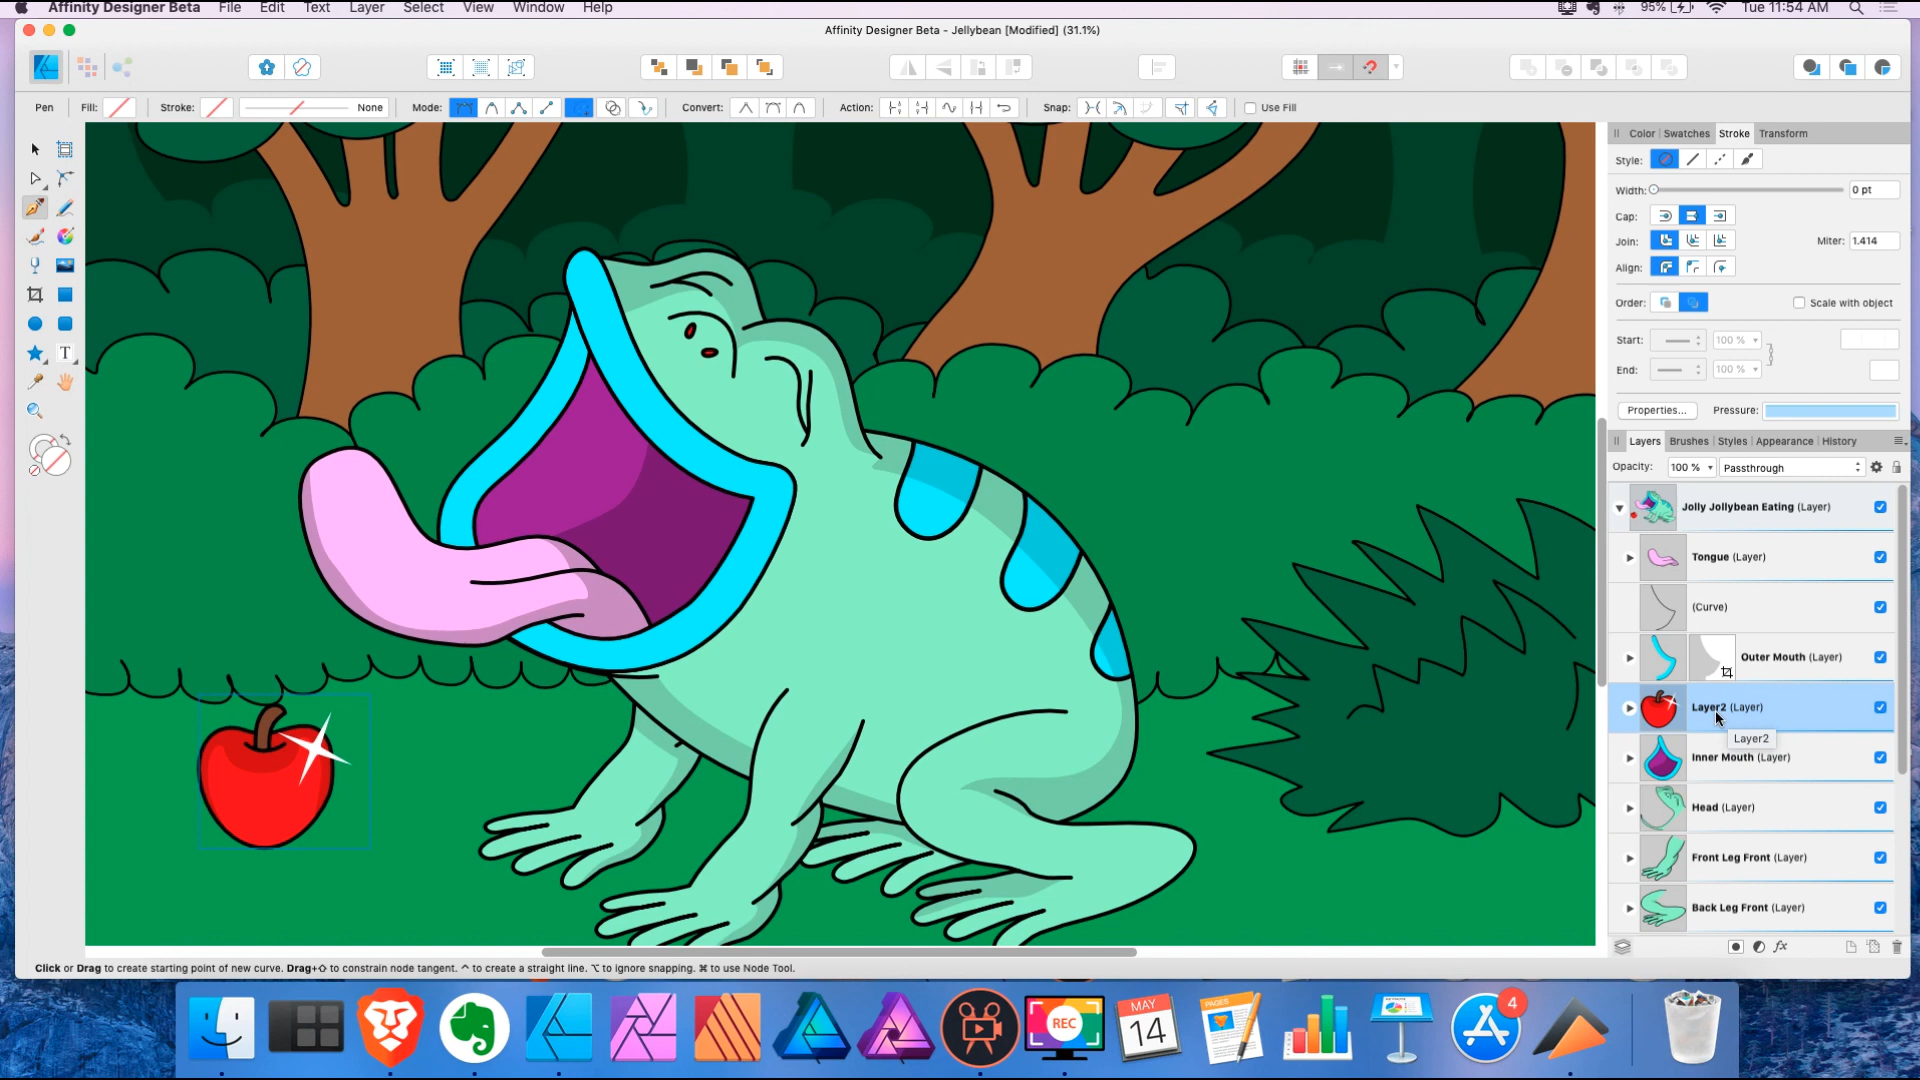 Affinity Designer Beta File Edit Text Layer Select View Window Help 95% Tue 11:54 AM
Affinity Designer Beta - Jellybean [Modified] (31.1%)
Pen Fill: Stroke: None Mode: Convert: Action: Snap: Use Fill
Color Swatches Stroke Transform
Style:
Width: 0 pt
Cap:
Join: Miter: 1.414
Align:
Order: Scale with object
Start: 100 %
End: 100 %
Properties... Pressure:
Layers Brushes Styles Appearance History
Opacity: 100 % Passthrough
Jolly Jollybean Eating (Layer)
Tongue (Layer)
(Curve)
Outer Mouth (Layer)
Layer2 (Layer)
Layer2
Inner Mouth (Layer)
Head (Layer)
Front Leg Front (Layer)
Back Leg Front (Layer)
fx
T
Click or Drag to create starting point of new curve. Drag+⇧ to constrain node tangent. ^ to create a straight line. ⌥ to ignore snapping. ⌘ to use Node Tool.
REC
MAY
14
PAGES
4